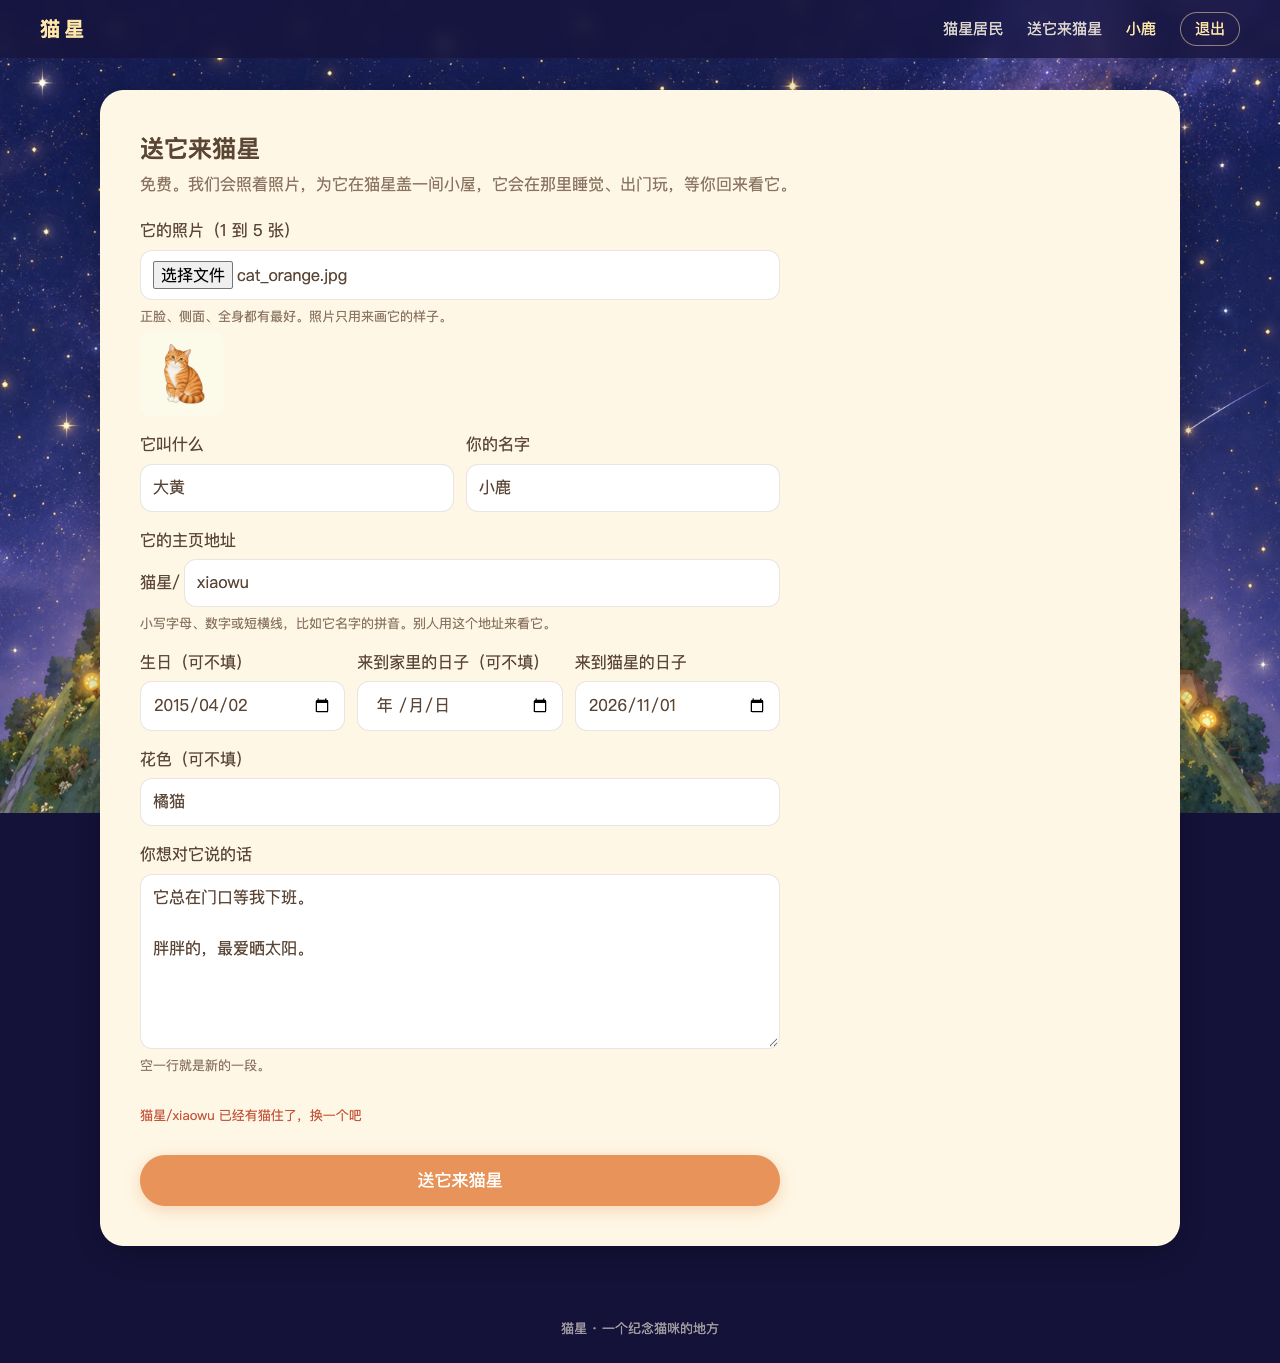 猫星
猫星居民 送它来猫星 小鹿 退出
送它来猫星
免费。我们会照着照片，为它在猫星盖一间小屋，它会在那里睡觉、出门玩，等你回来看它。
它的照片（1 到 5 张）
选择文件 cat_orange.jpg
正脸、侧面、全身都有最好。照片只用来画它的样子。
它叫什么 你的名字
大黄 小鹿
它的主页地址
猫星/ xiaowu
小写字母、数字或短横线，比如它名字的拼音。别人用这个地址来看它。
生日（可不填） 来到家里的日子（可不填） 来到猫星的日子
2015/04/02 年 /月/日 2026/11/01
花色（可不填）
橘猫
你想对它说的话
它总在门口等我下班。
胖胖的，最爱晒太阳。
空一行就是新的一段。
猫星/xiaowu 已经有猫住了，换一个吧
送它来猫星
猫星 · 一个纪念猫咪的地方